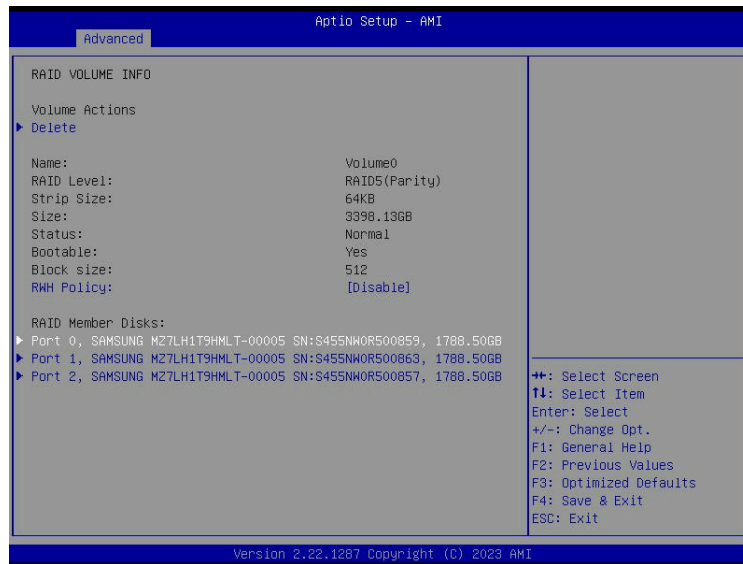 Aptio Setup – AMI
Advanced
RAID VOLUME INFO
Volume Actions
Delete
Name: Volume0
RAID Level: RAID5(Parity)
Strip Size: 64KB
Size: 3398.13GB
Status: Normal
Bootable: Yes
Block size: 512
RWH Policy: [Disable]
RAID Member Disks:
Port 0, SAMSUNG MZ7LH1T9HMLT-00005 SN:S455NW0R500859, 1788.50GB
Port 1, SAMSUNG MZ7LH1T9HMLT-00005 SN:S455NW0R500863, 1788.50GB
Port 2, SAMSUNG MZ7LH1T9HMLT-00005 SN:S455NW0R500857, 1788.50GB
→←: Select Screen
↑↓: Select Item
Enter: Select
+/-: Change Opt.
F1: General Help
F2: Previous Values
F3: Optimized Defaults
F4: Save & Exit
ESC: Exit
Version 2.22.1287 Copyright (C) 2023 AMI